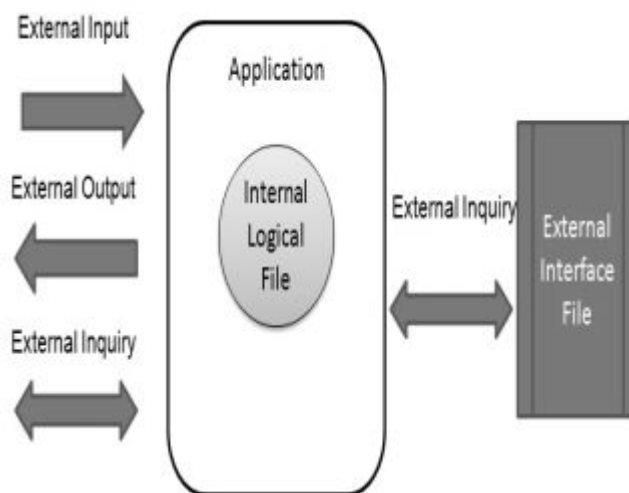 External Input
Application
External Output
Internal
Logical
File
External Inquiry
External Inquiry
External
Interface
File